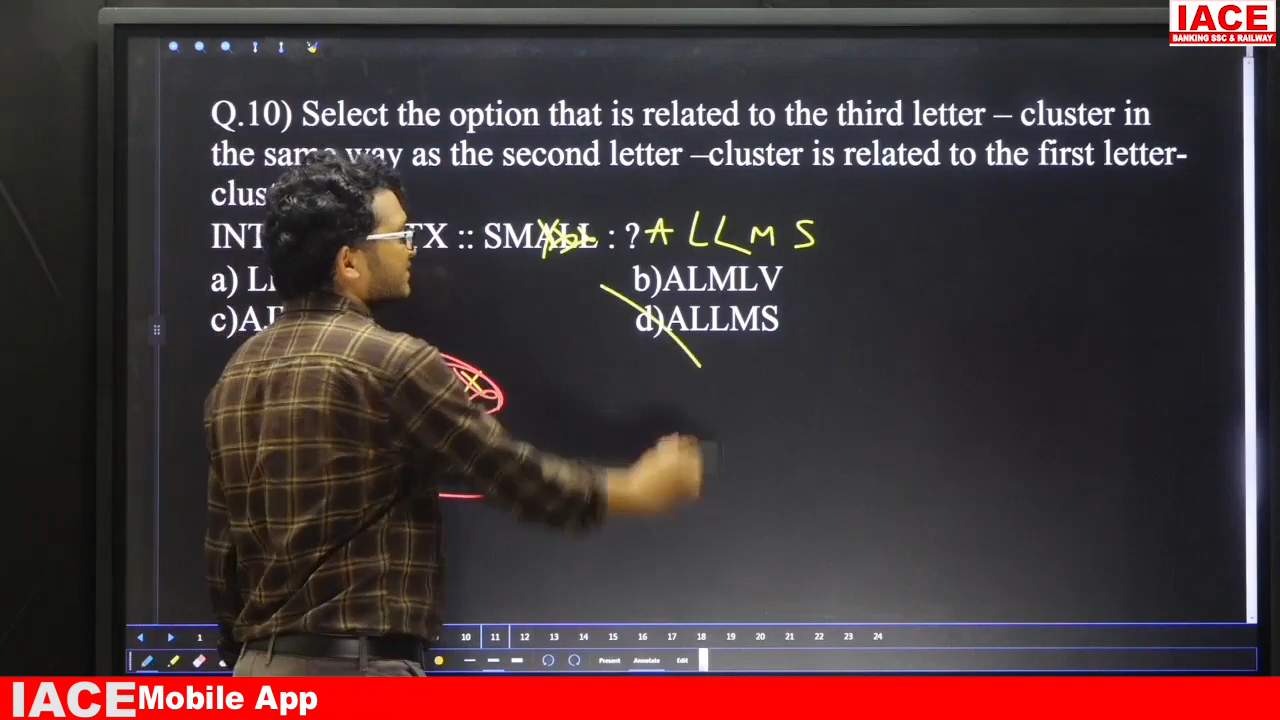 IACE
BANKING SSC & RAILWAY
Q.10) Select the option that is related to the third letter – cluster in
the same way as the second letter –cluster is related to the first letter-
TX :: SMALL : ? A L L M S
a) b)ALMLV
c) d)ALLMS
1 10 11 12 13 14 15 16 17 18 19 20 21 22 23 24
Present Annotate Edit
IACE Mobile App